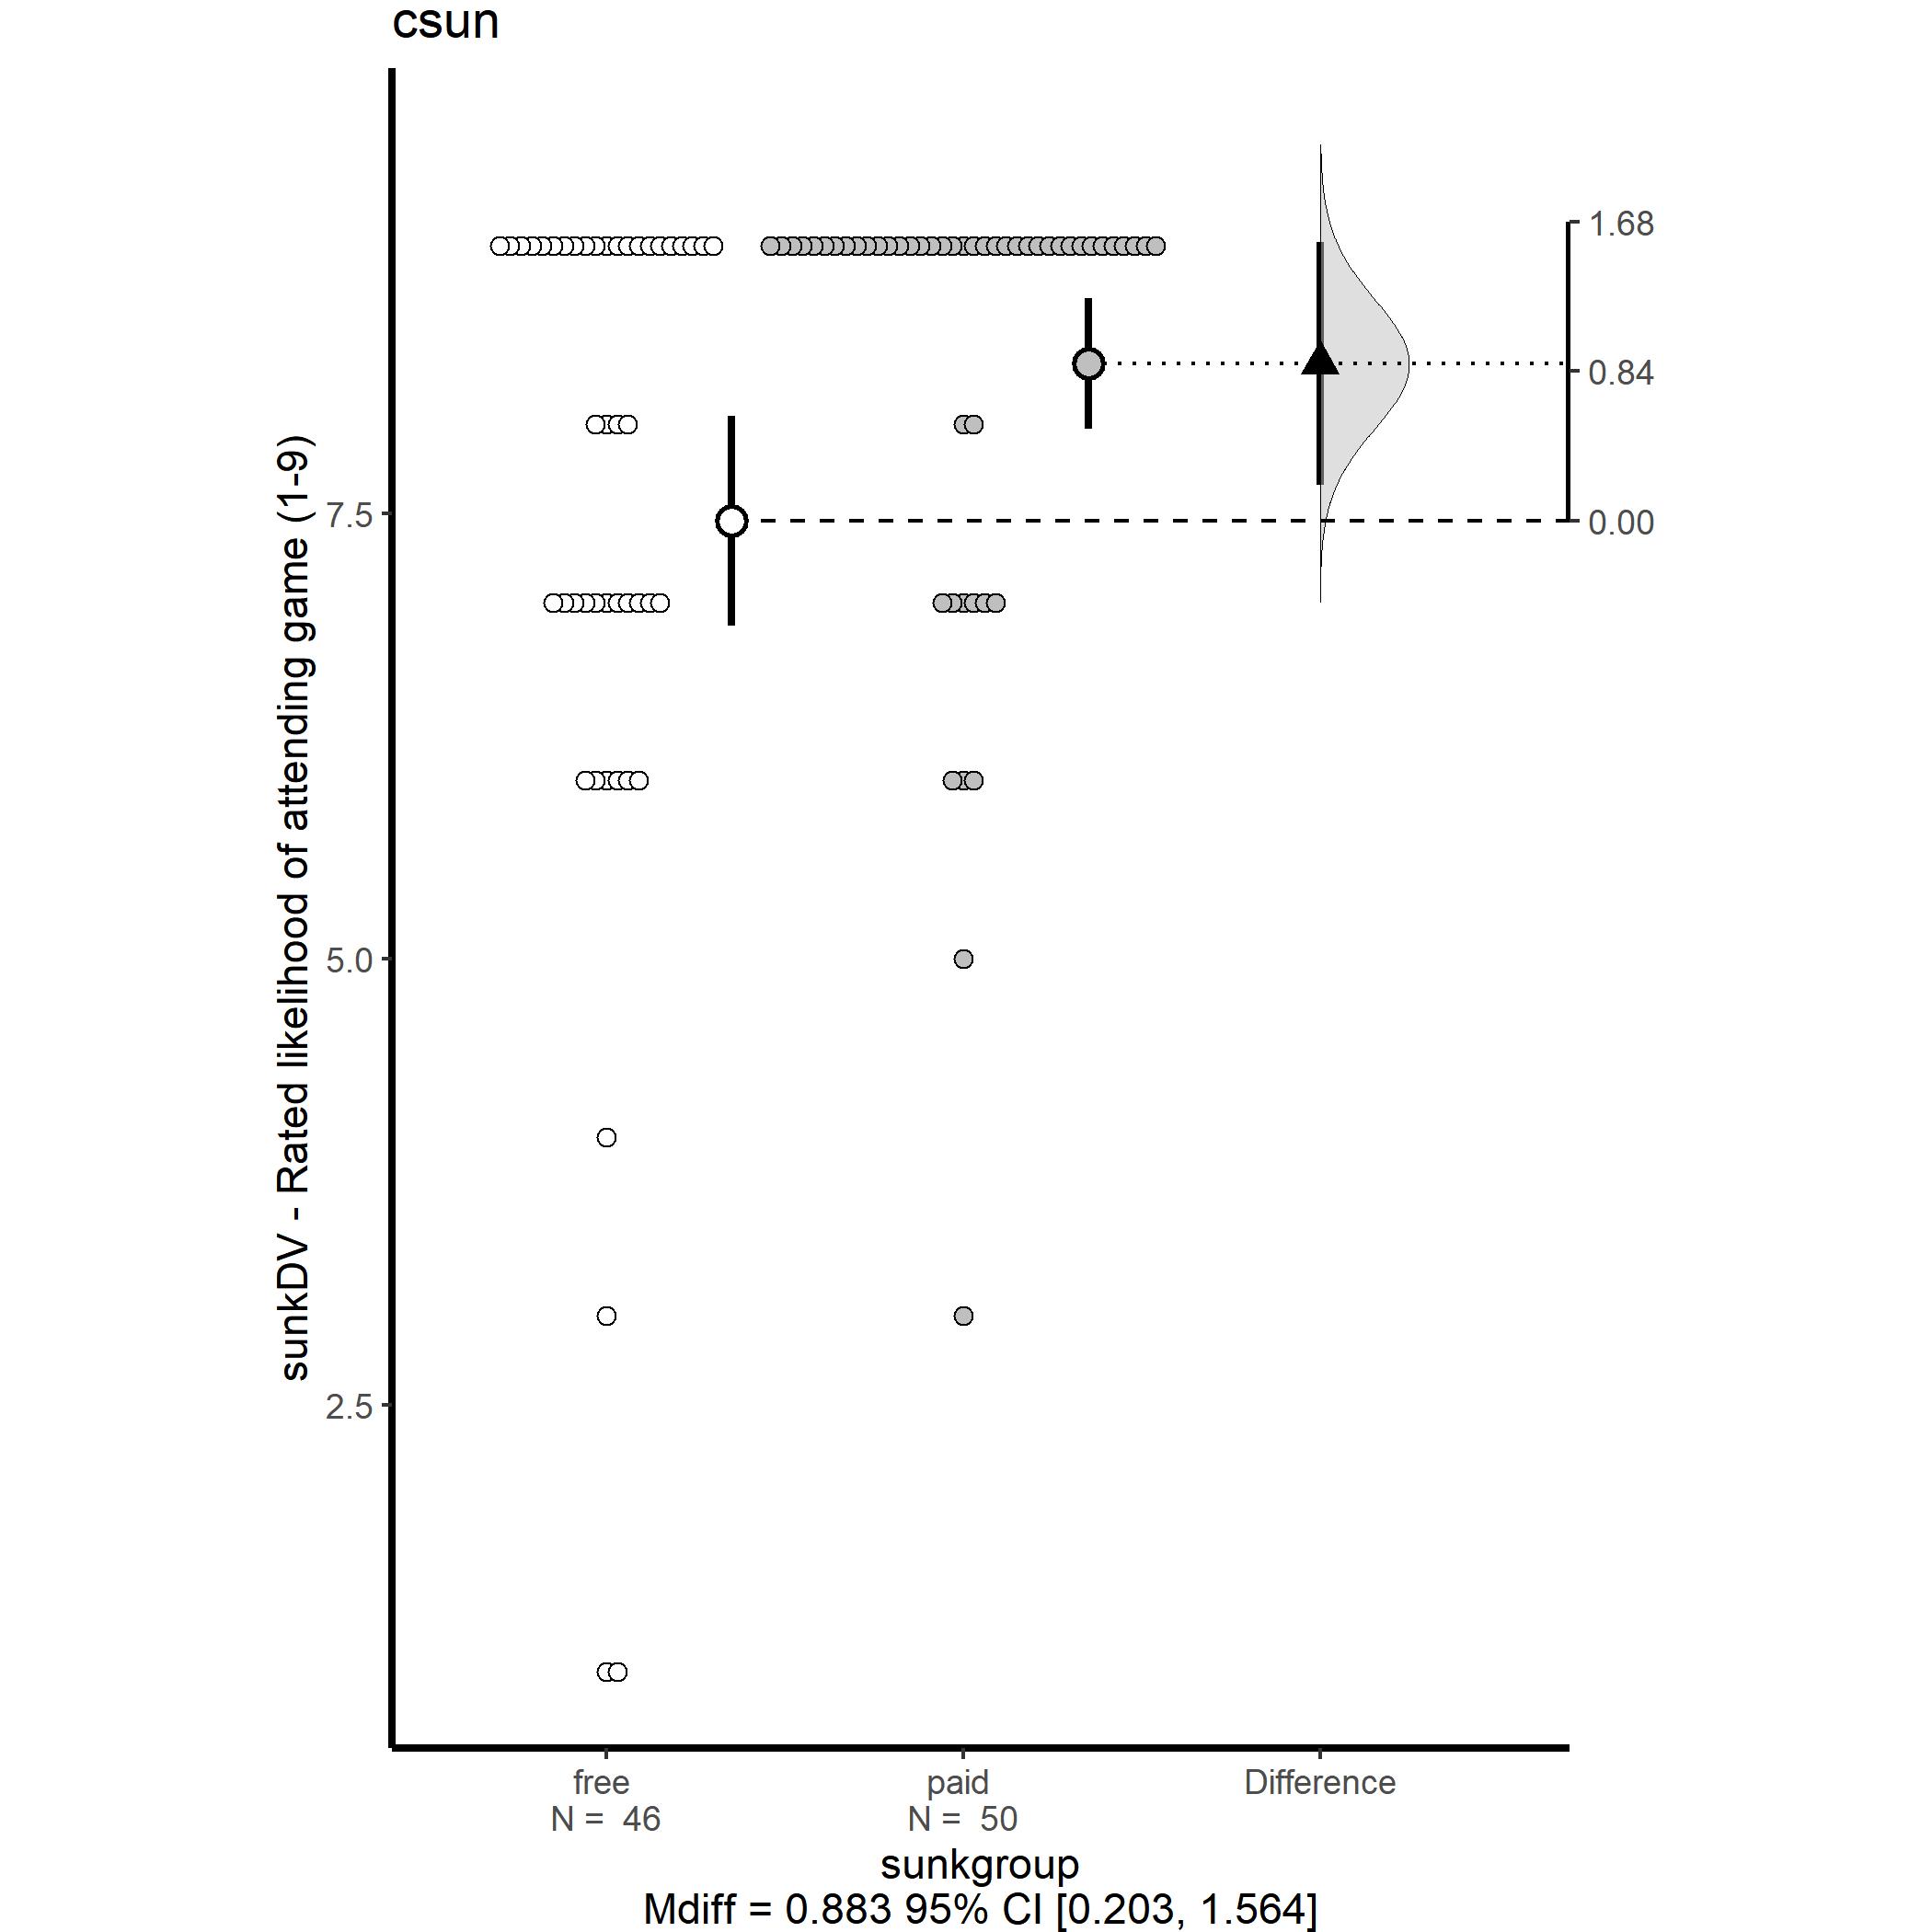 csun
sunkDV - Rated likelihood of attending game (1-9)
7.5
5.0
2.5
1.68
0.84
0.00
free
N =  46
paid
N =  50
Difference
sunkgroup
Mdiff = 0.883 95% CI [0.203, 1.564]